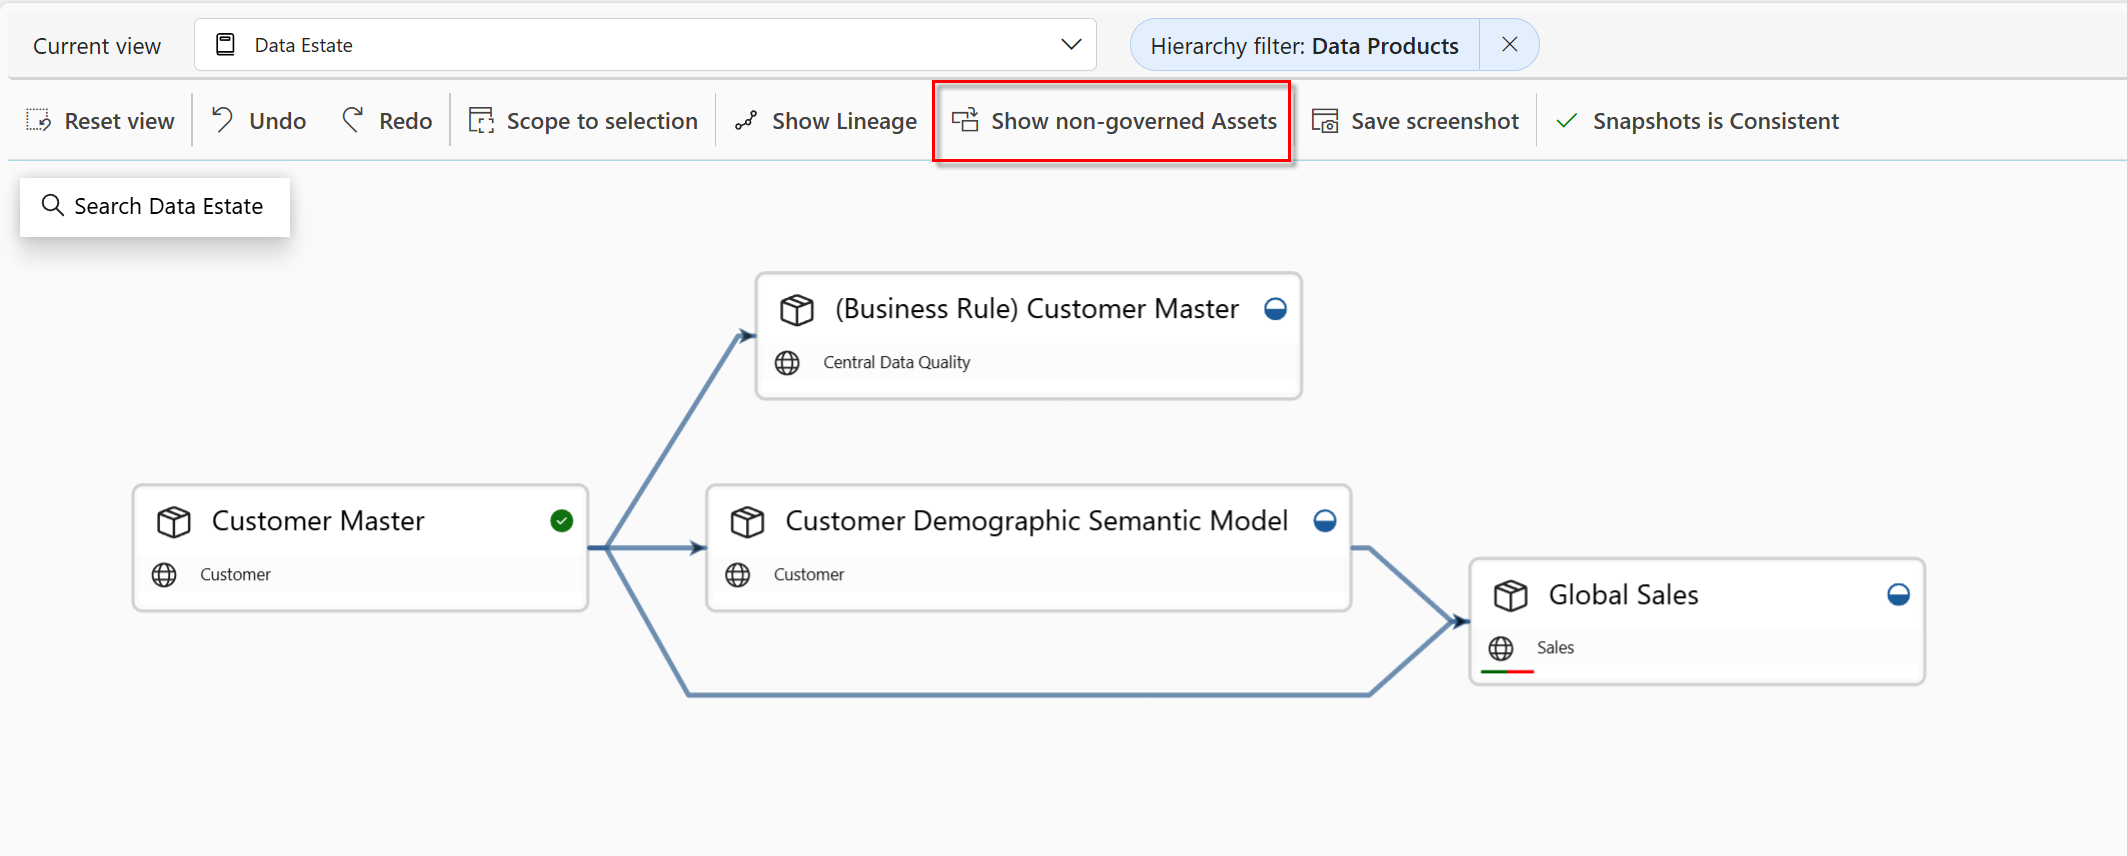 Current view
Data Estate
Hierarchy filter: Data Products
Reset view
Undo
Redo
Scope to selection
Show Lineage
Show non-governed Assets
Save screenshot
Snapshots is Consistent
Search Data Estate
(Business Rule) Customer Master
Central Data Quality
Customer Master
Customer
Customer Demographic Semantic Model
Customer
Global Sales
Sales